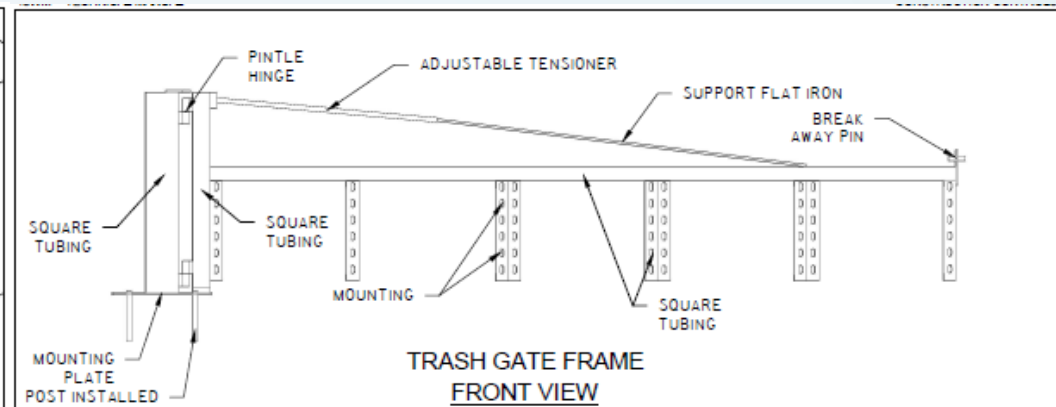 PINTLE
HINGE
ADJUSTABLE TENSIONER
SUPPORT FLAT IRON
BREAK
AWAY PIN
SQUARE
TUBING
SQUARE
TUBING
MOUNTING
SQUARE
TUBING
MOUNTING
PLATE
POST INSTALLED
TRASH GATE FRAME
FRONT VIEW